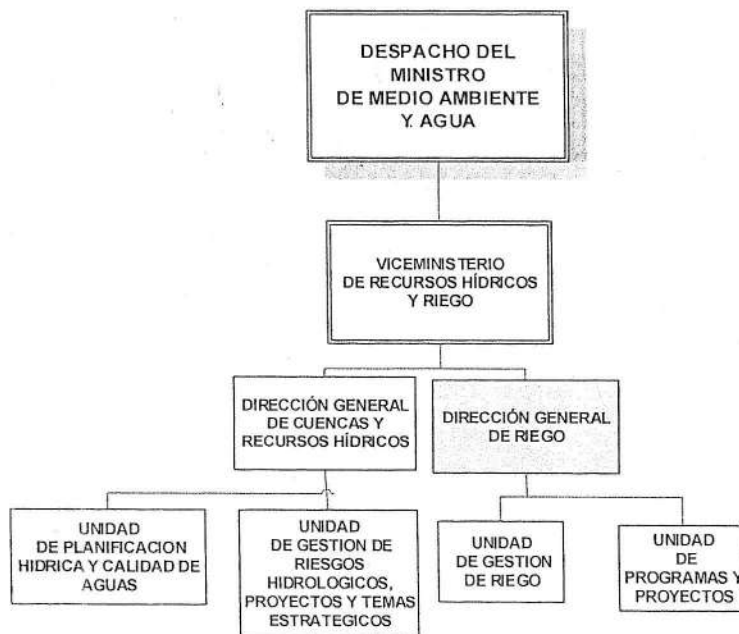 DESPACHO DEL
MINISTRO
DE MEDIO AMBIENTE
Y. AGUA
VICEMINISTERIO
DE RECURSOS HÍDRICOS
Y RIEGO
DIRECCIÓN GENERAL
DE CUENCAS Y
RECURSOS HÍDRICOS
DIRECCIÓN GENERAL
DE RIEGO
UNIDAD
DE PLANIFICACION
HIDRICA Y CALIDAD DE
AGUAS
UNIDAD
DE GESTION DE
RIESGOS
HIDROLOGICOS,
PROYECTOS Y TEMAS
ESTRATEGICOS
UNIDAD
DE GESTION
DE RIEGO
UNIDAD
DE
PROGRAMAS Y
PROYECTOS